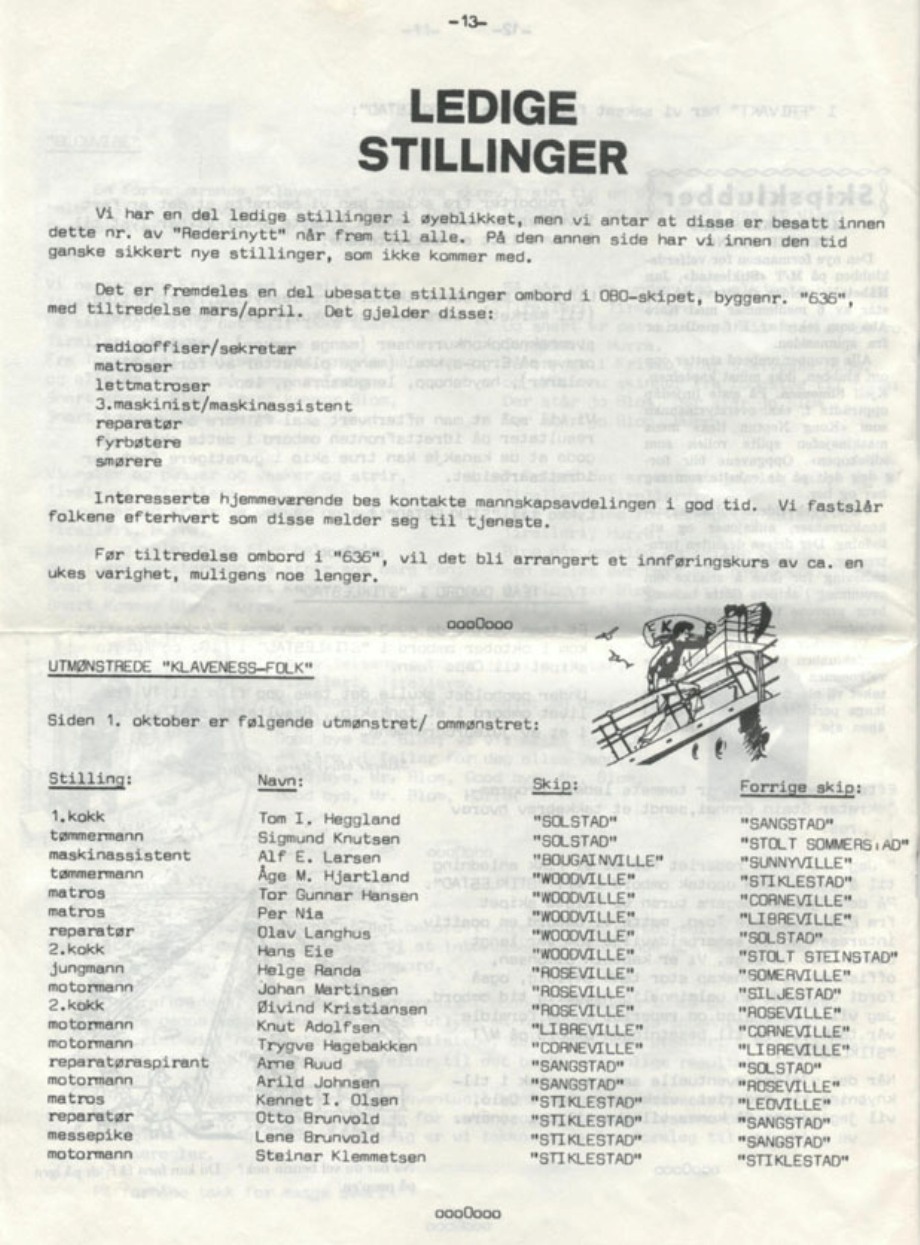 -13-
LEDIGE
STILLINGER
Vi har en del ledige stillinger i øyeblikket, men vi antar at disse er besatt innen
dette nr. av "Rederinytt" når frem til alle. På den annen side har vi innen den tid
ganske sikkert nye stillinger, som ikke kommer med.
Det er fremdeles en del ubesatte stillinger ombord i OBO-skipet, byggenr. "636",
med tiltredelse mars/april. Det gjelder disse:
radiooffiser/sekretær
matroser
lettmatroser
3.maskinist/maskinassistent
reparatør
fyrbøtere
smørere
Interesserte hjemmeværende bes kontakte mannskapsavdelingen i god tid. Vi fastslår
folkene efterhvert som disse melder seg til tjeneste.
Før tiltredelse ombord i "636", vil det bli arrangert et innføringskurs av ca. en
ukes varighet, muligens noe lenger.
ooo0ooo
UTMØNSTREDE "KLAVENESS-FOLK"
Siden 1. oktober er følgende utmønstret/ ommønstret:
Stilling: Navn: Skip: Forrige skip:
1.kokk Tom I. Heggland "SOLSTAD" "SANGSTAD"
tømmermann Sigmund Knutsen "SOLSTAD" "STOLT SOMMERSTAD"
maskinassistent Alf E. Larsen "BOUGAINVILLE" "SUNNYVILLE"
tømmermann Åge M. Hjartland "WOODVILLE" "STIKLESTAD"
matros Tor Gunnar Hansen "WOODVILLE" "CORNEVILLE"
matros Per Nia "WOODVILLE" "LIBREVILLE"
reparatør Olav Langhus "WOODVILLE" "SOLSTAD"
2.kokk Hans Eie "WOODVILLE" "STOLT STEINSTAD"
jungmann Helge Randa "ROSEVILLE" "SOMERVILLE"
motormann Johan Martinsen "ROSEVILLE" "SILJESTAD"
2.kokk Øivind Kristiansen "ROSEVILLE" "ROSEVILLE"
motormann Knut Adolfsen "LIBREVILLE" "CORNEVILLE"
motormann Trygve Hagebakken "CORNEVILLE" "LIBREVILLE"
reparatøraspirant Arne Ruud "SANGSTAD" "SOLSTAD"
motormann Arild Johnsen "SANGSTAD" "ROSEVILLE"
matros Kennet I. Olsen "STIKLESTAD" "LEOVILLE"
reparatør Otto Brunvold "STIKLESTAD" "SANGSTAD"
messepike Lene Brunvold "STIKLESTAD" "SANGSTAD"
motormann Steinar Klemmetsen "STIKLESTAD" "STIKLESTAD"
ooo0ooo